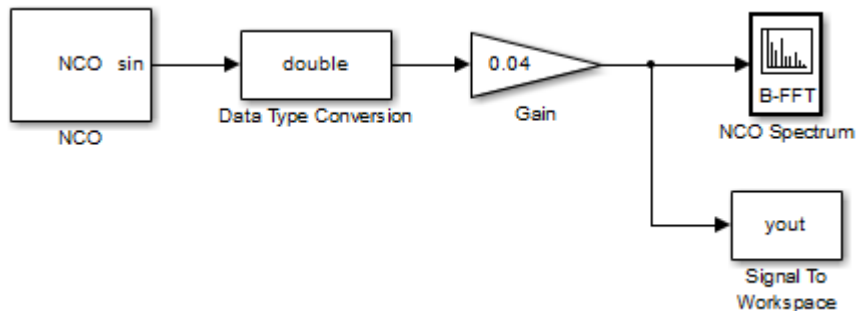 NCO sin
NCO
double
Data Type Conversion
0.04
Gain
B-FFT
NCO Spectrum
yout
Signal To
Workspace